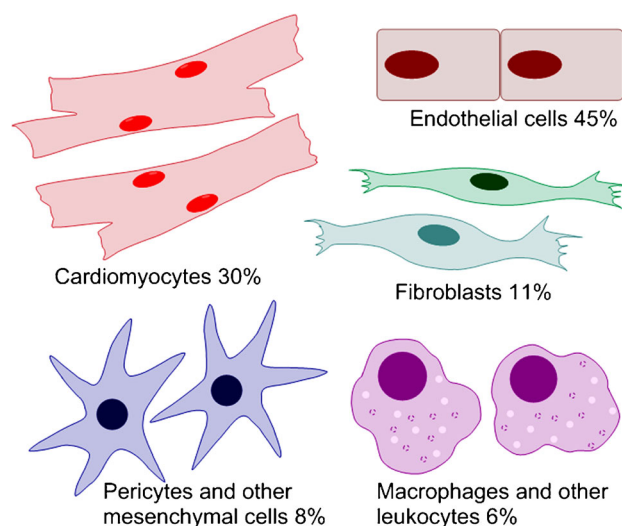 Endothelial cells 45%
Cardiomyocytes 30%
Fibroblasts 11%
Pericytes and other
mesenchymal cells 8%
Macrophages and other
leukocytes 6%